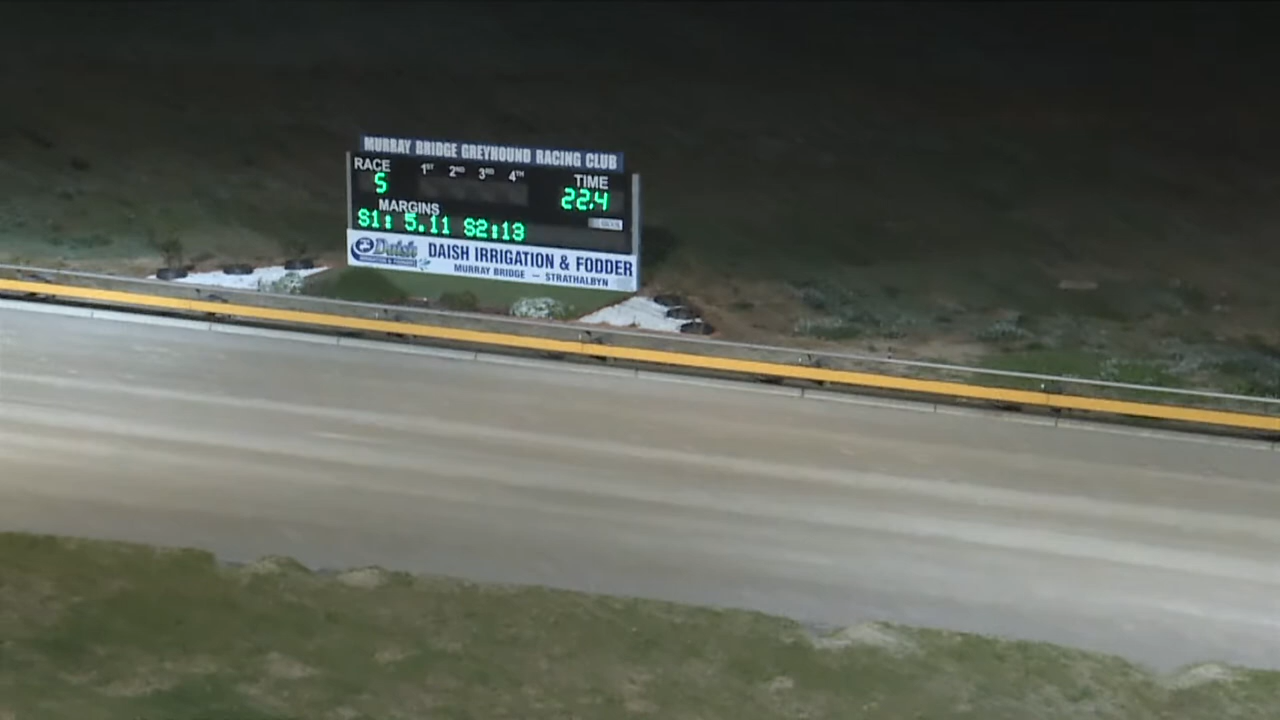 MURRAY BRIDGE GREYHOUND RACING CLUB
RACE 1ST 2ND 3RD 4TH TIME
5 22.4
MARGINS
S1: 5.11 S2:13
Daish DAISH IRRIGATION & FODDER
MURRAY BRIDGE — STRATHALBYN